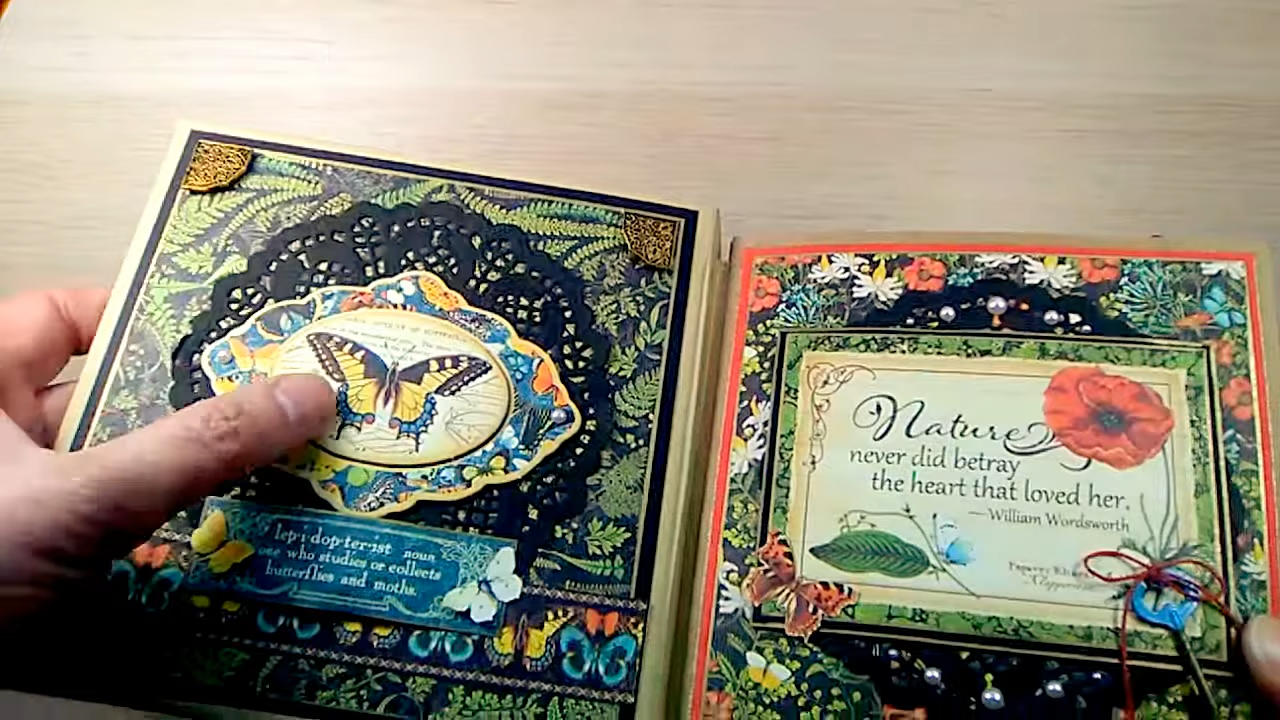 lep·i·dop·ter·ist noun
one who studies or collects
butterflies and moths.
Nature
never did betray
the heart that loved her.
—William Wordsworth